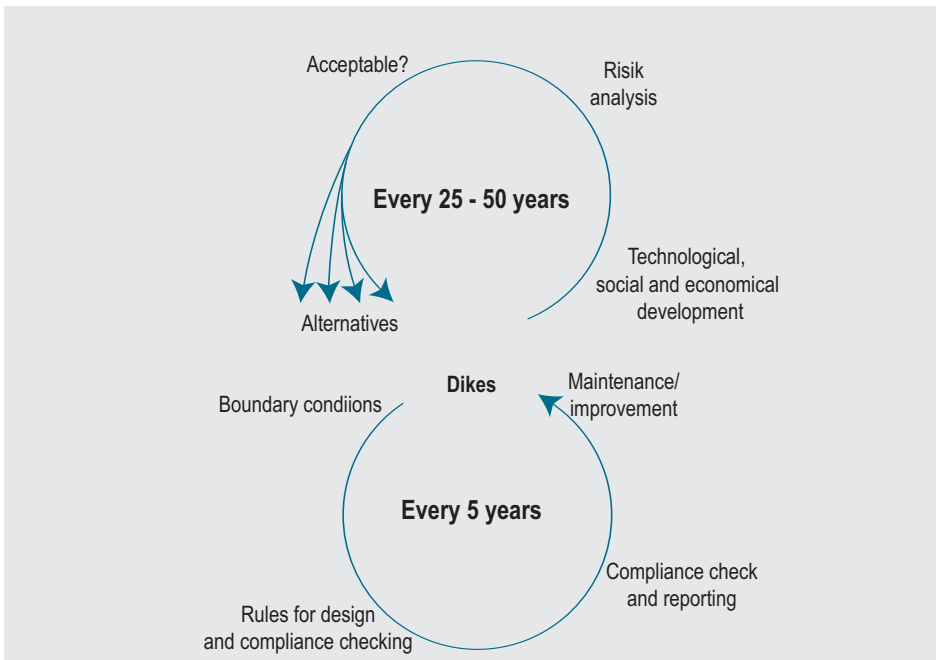 Acceptable?
Risik
analysis
Every 25 - 50 years
Technological,
social and economical
development
Alternatives
Dikes
Maintenance/
improvement
Boundary condiions
Every 5 years
Compliance check
and reporting
Rules for design
and compliance checking